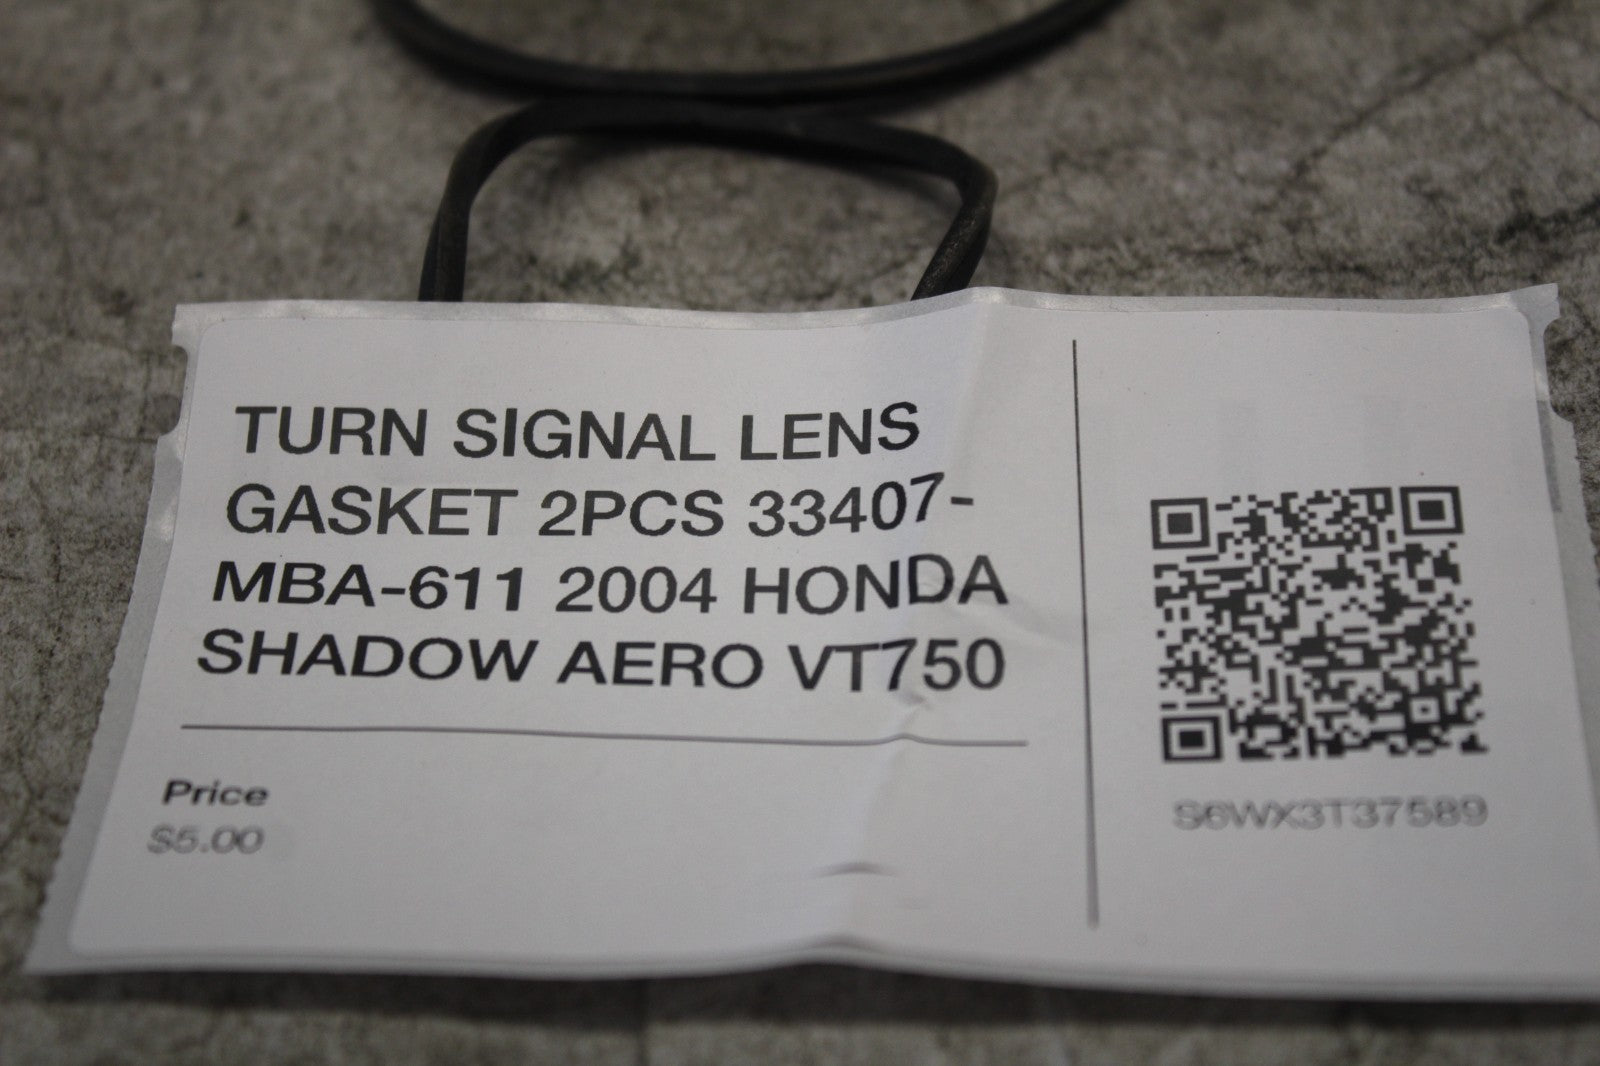 TURN SIGNAL LENS
GASKET 2PCS 33407-
MBA-611 2004 HONDA
SHADOW AERO VT750
Price
$5.00
S6WX3T37589